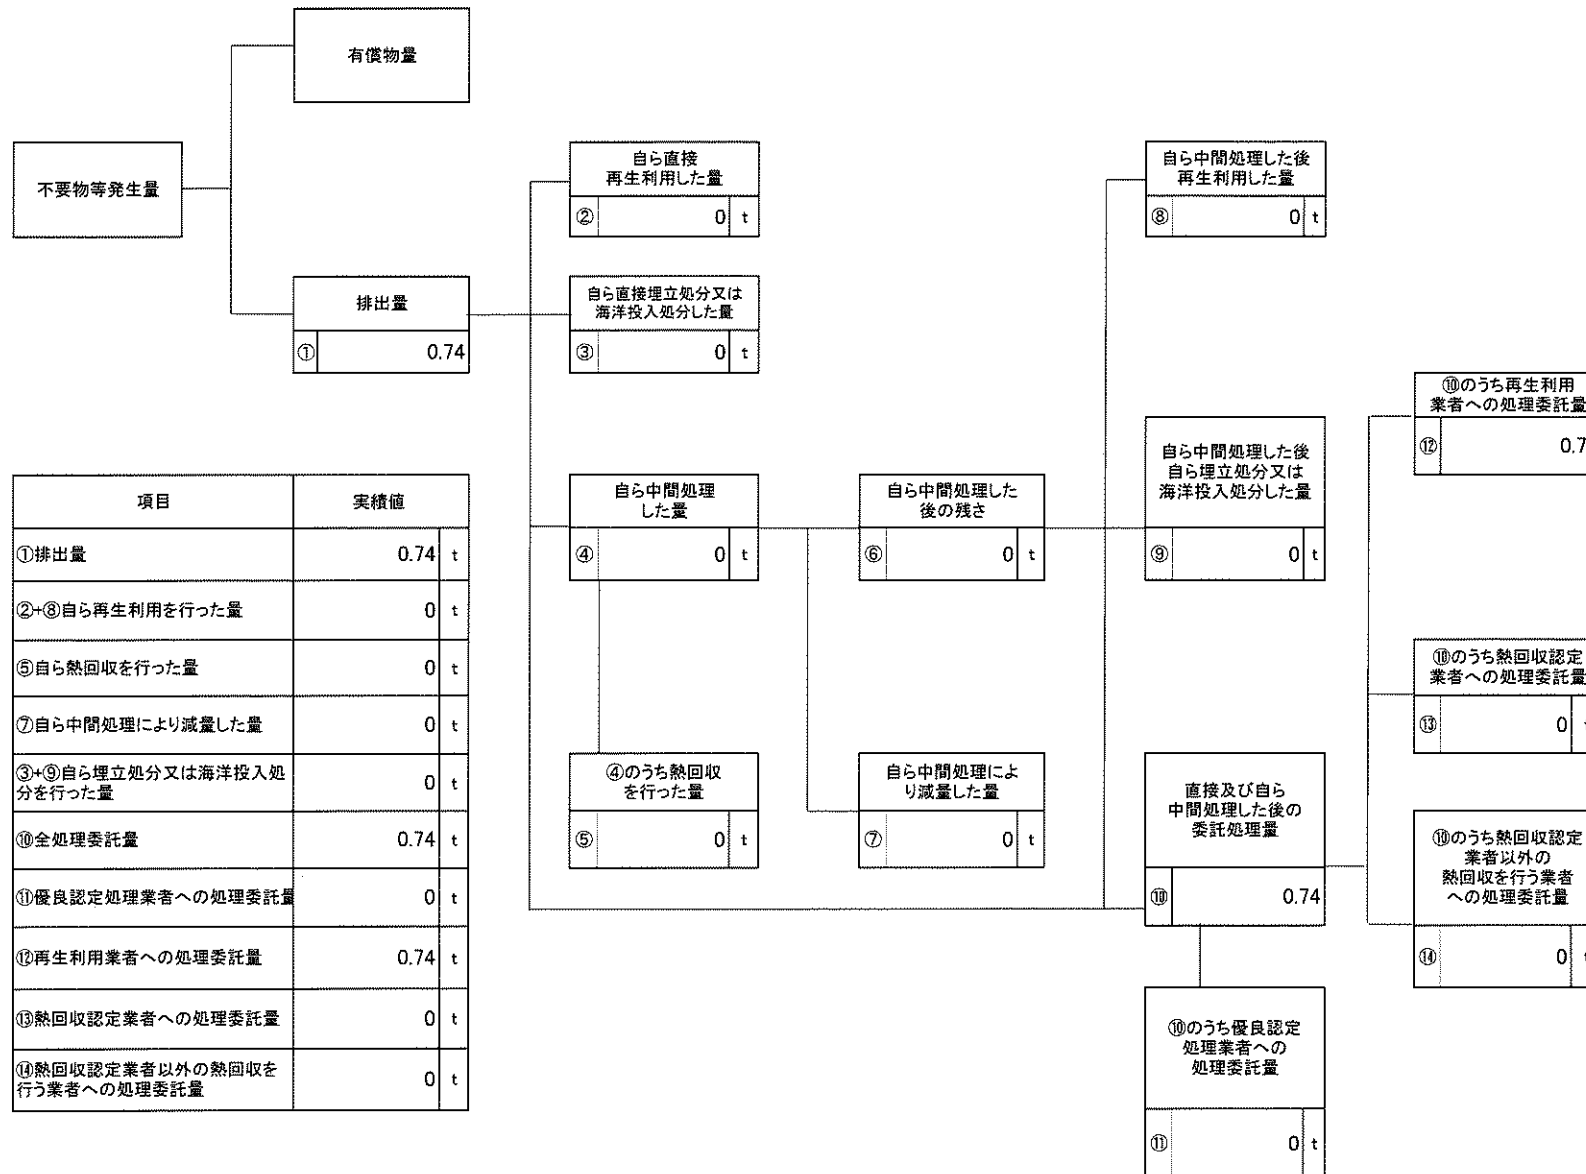 有償物量
不要物等発生量
排出量
① 0.74
自ら直接
再生利用した量
② 0 t
自ら直接埋立処分又は
海洋投入処分した量
③ 0 t
自ら中間処理
した量
④ 0 t
④のうち熱回収
を行った量
⑤ 0 t
自ら中間処理した
後の残さ
⑥ 0 t
自ら中間処理によ
り減量した量
⑦ 0 t
自ら中間処理した後
再生利用した量
⑧ 0 t
自ら中間処理した後
自ら埋立処分又は
海洋投入処分した量
⑨ 0 t
直接及び自ら
中間処理した後の
委託処理量
⑩ 0.74
⑩のうち優良認定
処理業者への
処理委託量
⑪ 0 t
⑩のうち再生利用
業者への処理委託量
⑫ 0.7
⑩のうち熱回収認定
業者への処理委託量
⑬ 0 t
⑩のうち熱回収認定
業者以外の
熱回収を行う業者
への処理委託量
⑭ 0 t
項目 実績値
①排出量 0.74 t
②+⑧自ら再生利用を行った量 0 t
⑤自ら熱回収を行った量 0 t
⑦自ら中間処理により減量した量 0 t
③+⑨自ら埋立処分又は海洋投入処
分を行った量 0 t
⑩全処理委託量 0.74 t
⑪優良認定処理業者への処理委託量 0 t
⑫再生利用業者への処理委託量 0.74 t
⑬熱回収認定業者への処理委託量 0 t
⑭熱回収認定業者以外の熱回収を
行う業者への処理委託量 0 t